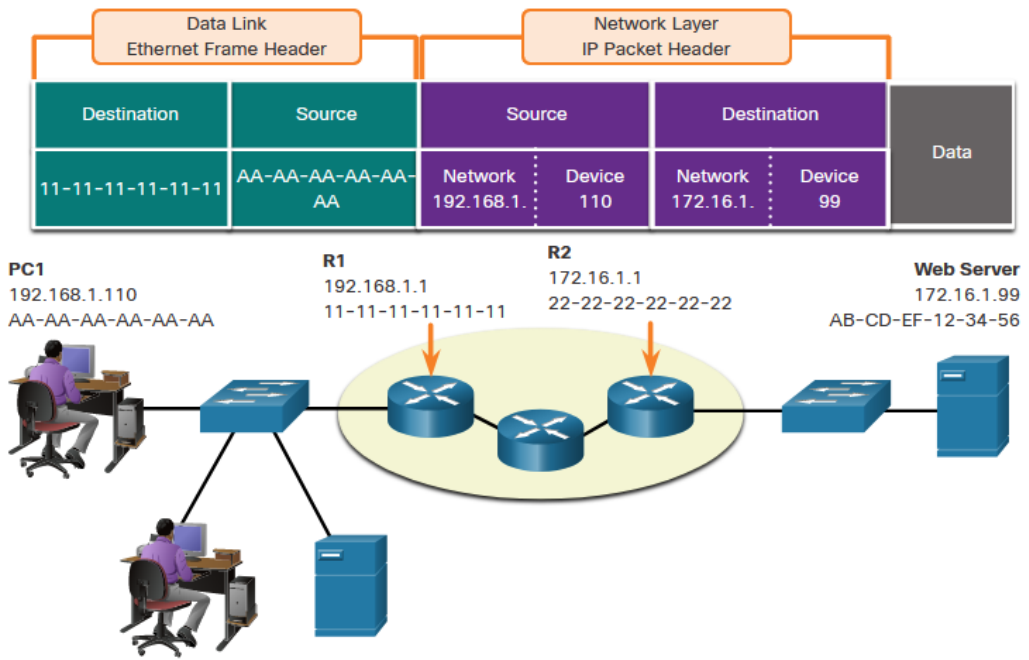 Data Link
Ethernet Frame Header
Network Layer
IP Packet Header
Destination
Source
Source
Destination
Data
11-11-11-11-11-11
AA-AA-AA-AA-AA-
AA
Network
192.168.1.
Device
110
Network
172.16.1.
Device
99
PC1
192.168.1.110
AA-AA-AA-AA-AA-AA
R1
192.168.1.1
11-11-11-11-11-11
R2
172.16.1.1
22-22-22-22-22-22
Web Server
172.16.1.99
AB-CD-EF-12-34-56